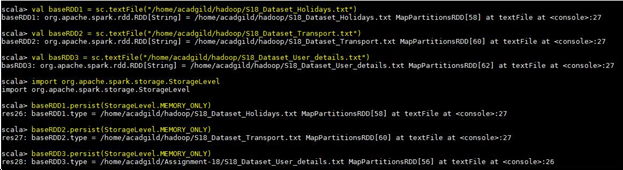 scala> val baseRDD1 = sc.textFile("/home/acadgild/hadoop/S18_Dataset_Holidays.txt")
baseRDD1: org.apache.spark.rdd.RDD[String] = /home/acadgild/hadoop/S18_Dataset_Holidays.txt MapPartitionsRDD[58] at textFile at <console>:27
scala> val baseRDD2 = sc.textFile("/home/acadgild/hadoop/S18_Dataset_Transport.txt")
baseRDD2: org.apache.spark.rdd.RDD[String] = /home/acadgild/hadoop/S18_Dataset_Transport.txt MapPartitionsRDD[60] at textFile at <console>:27
scala> val basRDD3 = sc.textFile("/home/acadgild/hadoop/S18_Dataset_User_details.txt")
basRDD3: org.apache.spark.rdd.RDD[String] = /home/acadgild/hadoop/S18_Dataset_User_details.txt MapPartitionsRDD[62] at textFile at <console>:27
scala> import org.apache.spark.storage.StorageLevel
import org.apache.spark.storage.StorageLevel
scala> baseRDD1.persist(StorageLevel.MEMORY_ONLY)
res26: baseRDD1.type = /home/acadgild/hadoop/S18_Dataset_Holidays.txt MapPartitionsRDD[58] at textFile at <console>:27
scala> baseRDD2.persist(StorageLevel.MEMORY_ONLY)
res27: baseRDD2.type = /home/acadgild/hadoop/S18_Dataset_Transport.txt MapPartitionsRDD[60] at textFile at <console>:27
scala> baseRDD3.persist(StorageLevel.MEMORY_ONLY)
res28: baseRDD3.type = /home/acadgild/Assignment-18/S18_Dataset_User_details.txt MapPartitionsRDD[56] at textFile at <console>:26